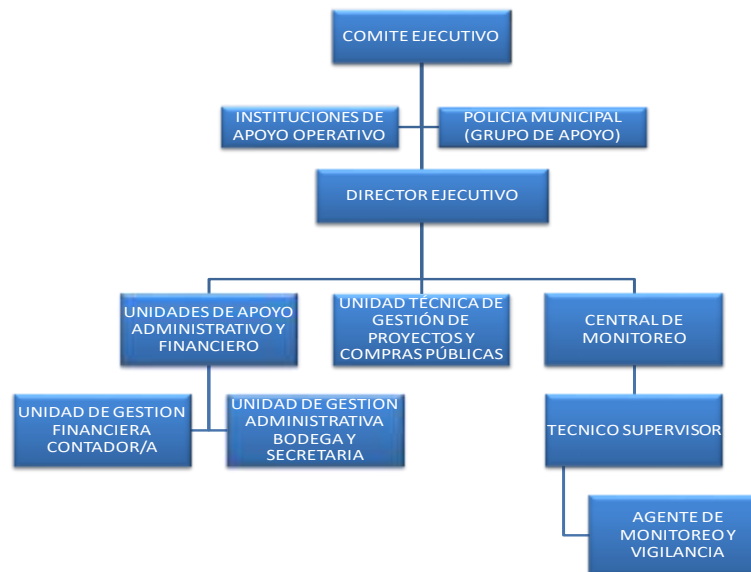 COMITE EJECUTIVO
INSTITUCIONES DE
APOYO OPERATIVO
POLICIA MUNICIPAL
(GRUPO DE APOYO)
DIRECTOR EJECUTIVO
UNIDADES DE APOYO
ADMINISTRATIVO Y
FINANCIERO
UNIDAD TÉCNICA DE
GESTIÓN DE
PROYECTOS Y
COMPRAS PÚBLICAS
CENTRAL DE
MONITOREO
UNIDAD DE GESTION
FINANCIERA
CONTADOR/A
UNIDAD DE GESTION
ADMINISTRATIVA
BODEGA Y
SECRETARIA
TECNICO SUPERVISOR
AGENTE DE
MONITOREO Y
VIGILANCIA